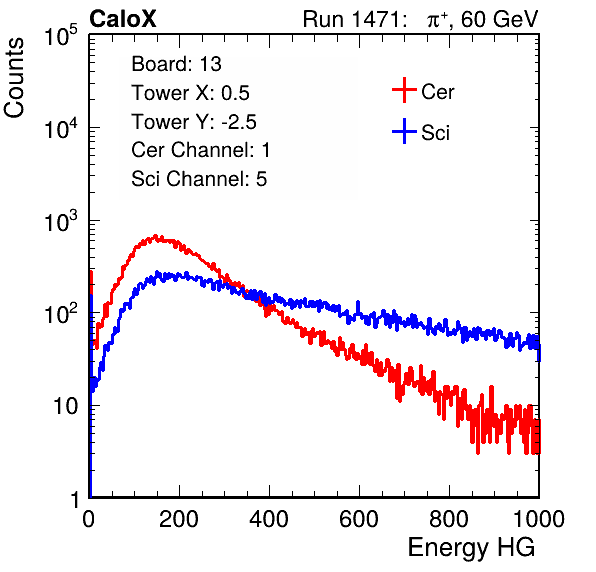 CaloX Run 1471: π⁺, 60 GeV
Counts
Board: 13
Tower X: 0.5
Tower Y: -2.5
Cer Channel: 1
Sci Channel: 5
Cer
Sci
10⁵
10⁴
10³
10²
10
1
0 200 400 600 800 1000
Energy HG